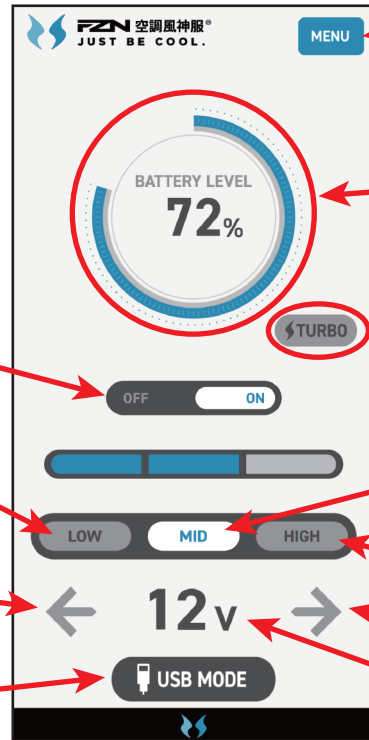 FZN 空調風神服®
JUST BE COOL.
MENU
BATTERY LEVEL
72%
TURBO
OFF ON
LOW MID HIGH
12V
USB MODE